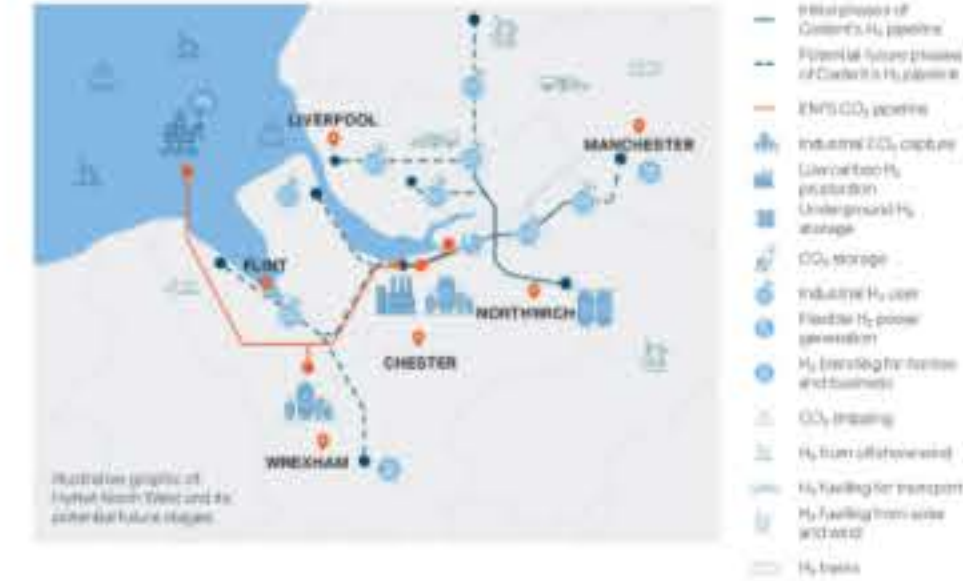 LIVERPOOL
MANCHESTER
FLINT
NORTHWICH
CHESTER
WREXHAM
Illustrative graphic of
HyNet North West and its
potential future stages
Initial phases of
Cadent's H₂ pipeline
Potential future phases
of Cadent's H₂ pipeline
ENI'S CO₂ pipeline
Industrial CO₂ capture
Low carbon H₂
production
Underground H₂
storage
CO₂ storage
Industrial H₂ user
Flexible H₂ power
generation
H₂ blending for homes
and business
CO₂ shipping
H₂ from offshore wind
H₂ fuelling for transport
H₂ fuelling from solar
and wind
H₂ trains